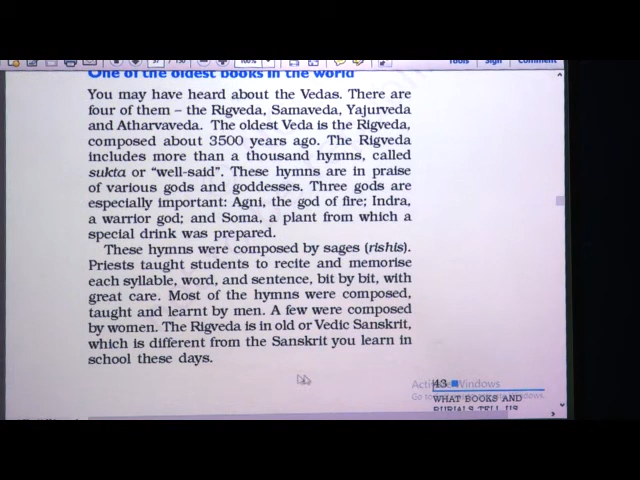 57 / 150
100%
Tools
Sign
Comment
One of the oldest books in the world
You may have heard about the Vedas. There are
four of them – the Rigveda, Samaveda, Yajurveda
and Atharvaveda. The oldest Veda is the Rigveda,
composed about 3500 years ago. The Rigveda
includes more than a thousand hymns, called
sukta or “well-said”. These hymns are in praise
of various gods and goddesses. Three gods are
especially important: Agni, the god of fire; Indra,
a warrior god; and Soma, a plant from which a
special drink was prepared.
These hymns were composed by sages (rishis).
Priests taught students to recite and memorise
each syllable, word, and sentence, bit by bit, with
great care. Most of the hymns were composed,
taught and learnt by men. A few were composed
by women. The Rigveda is in old or Vedic Sanskrit,
which is different from the Sanskrit you learn in
school these days.
43
Windows
WHAT BOOKS AND
BURIALS TELL US